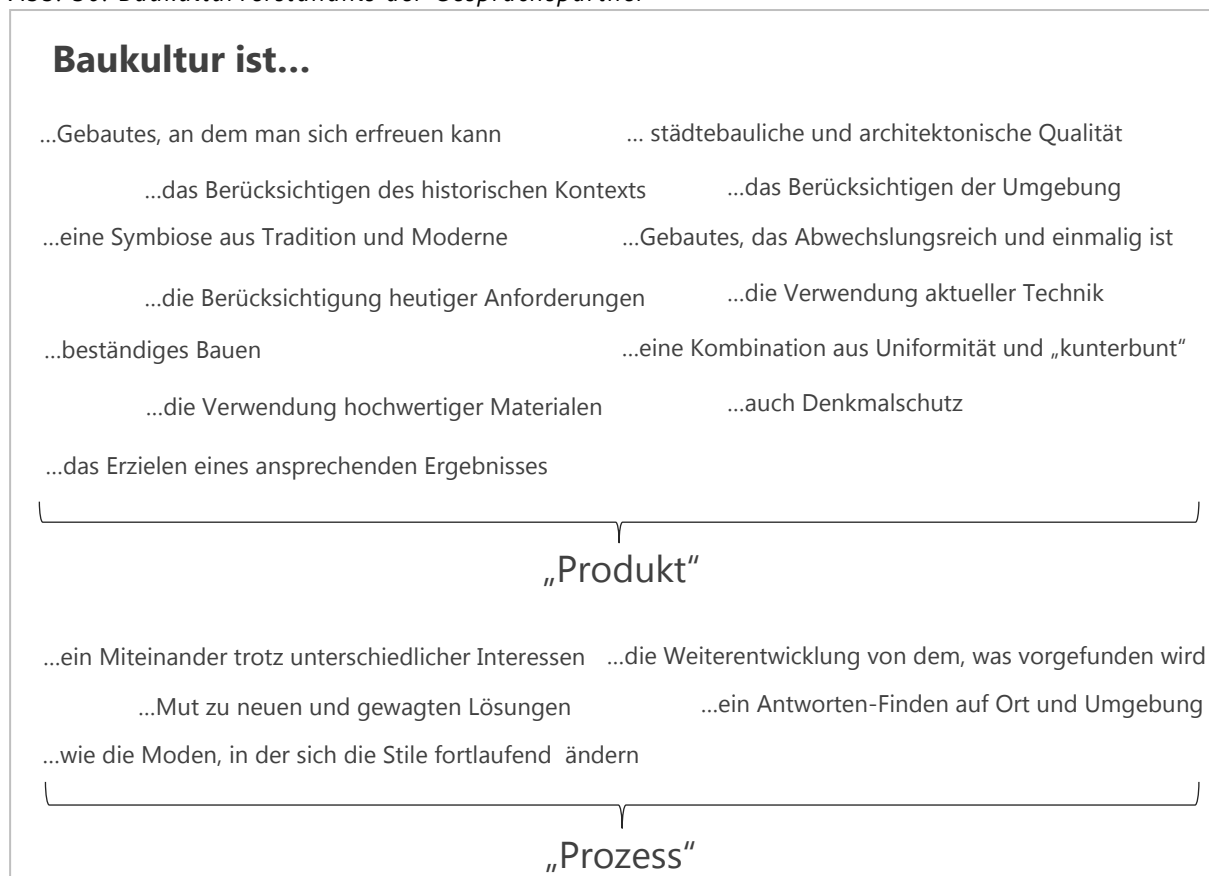 Baukulturverständnis der Gesprächspartner
Baukultur ist…
…Gebautes, an dem man sich erfreuen kann
… städtebauliche und architektonische Qualität
…das Berücksichtigen des historischen Kontexts
…das Berücksichtigen der Umgebung
…eine Symbiose aus Tradition und Moderne
…Gebautes, das Abwechslungsreich und einmalig ist
…die Berücksichtigung heutiger Anforderungen
…die Verwendung aktueller Technik
…beständiges Bauen
…eine Kombination aus Uniformität und „kunterbunt“
…die Verwendung hochwertiger Materialen
…auch Denkmalschutz
…das Erzielen eines ansprechenden Ergebnisses
„Produkt“
…ein Miteinander trotz unterschiedlicher Interessen
…die Weiterentwicklung von dem, was vorgefunden wird
…Mut zu neuen und gewagten Lösungen
…ein Antworten-Finden auf Ort und Umgebung
…wie die Moden, in der sich die Stile fortlaufend ändern
„Prozess“